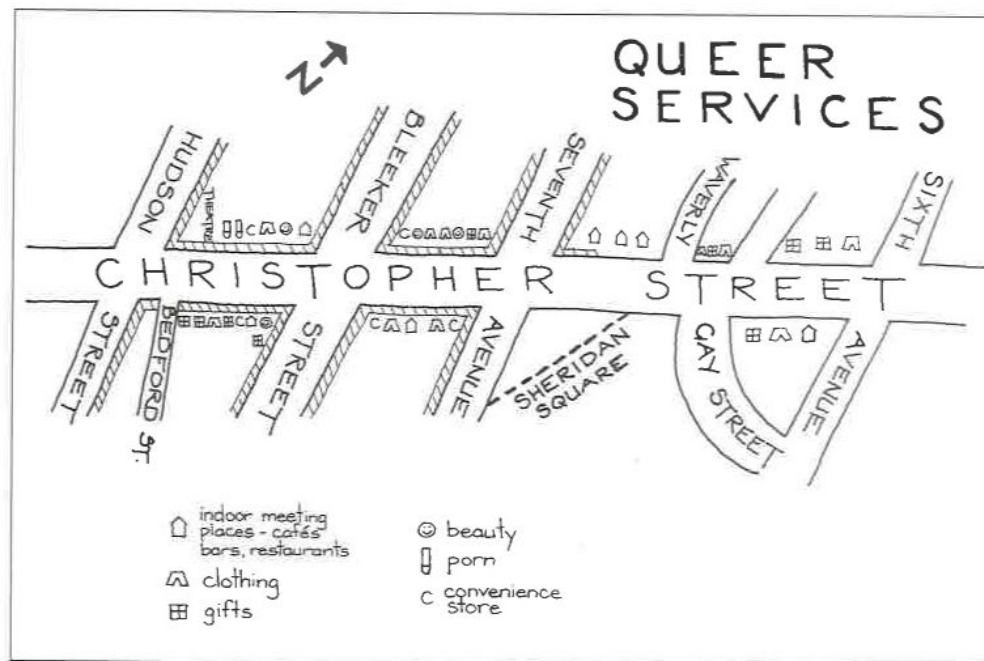 N
QUEER
SERVICES
HUDSON
BLEEKER
SEVENTH
WAVERLY
SIXTH
THEATRE
C
C
CHRISTOPHER STREET
STREET
BEDFORD ST.
C
STREET
C
C
AVENUE
SHERIDAN
SQUARE
GAY STREET
AVENUE
indoor meeting
places - cafés
bars, restaurants
clothing
gifts
beauty
porn
C convenience
store